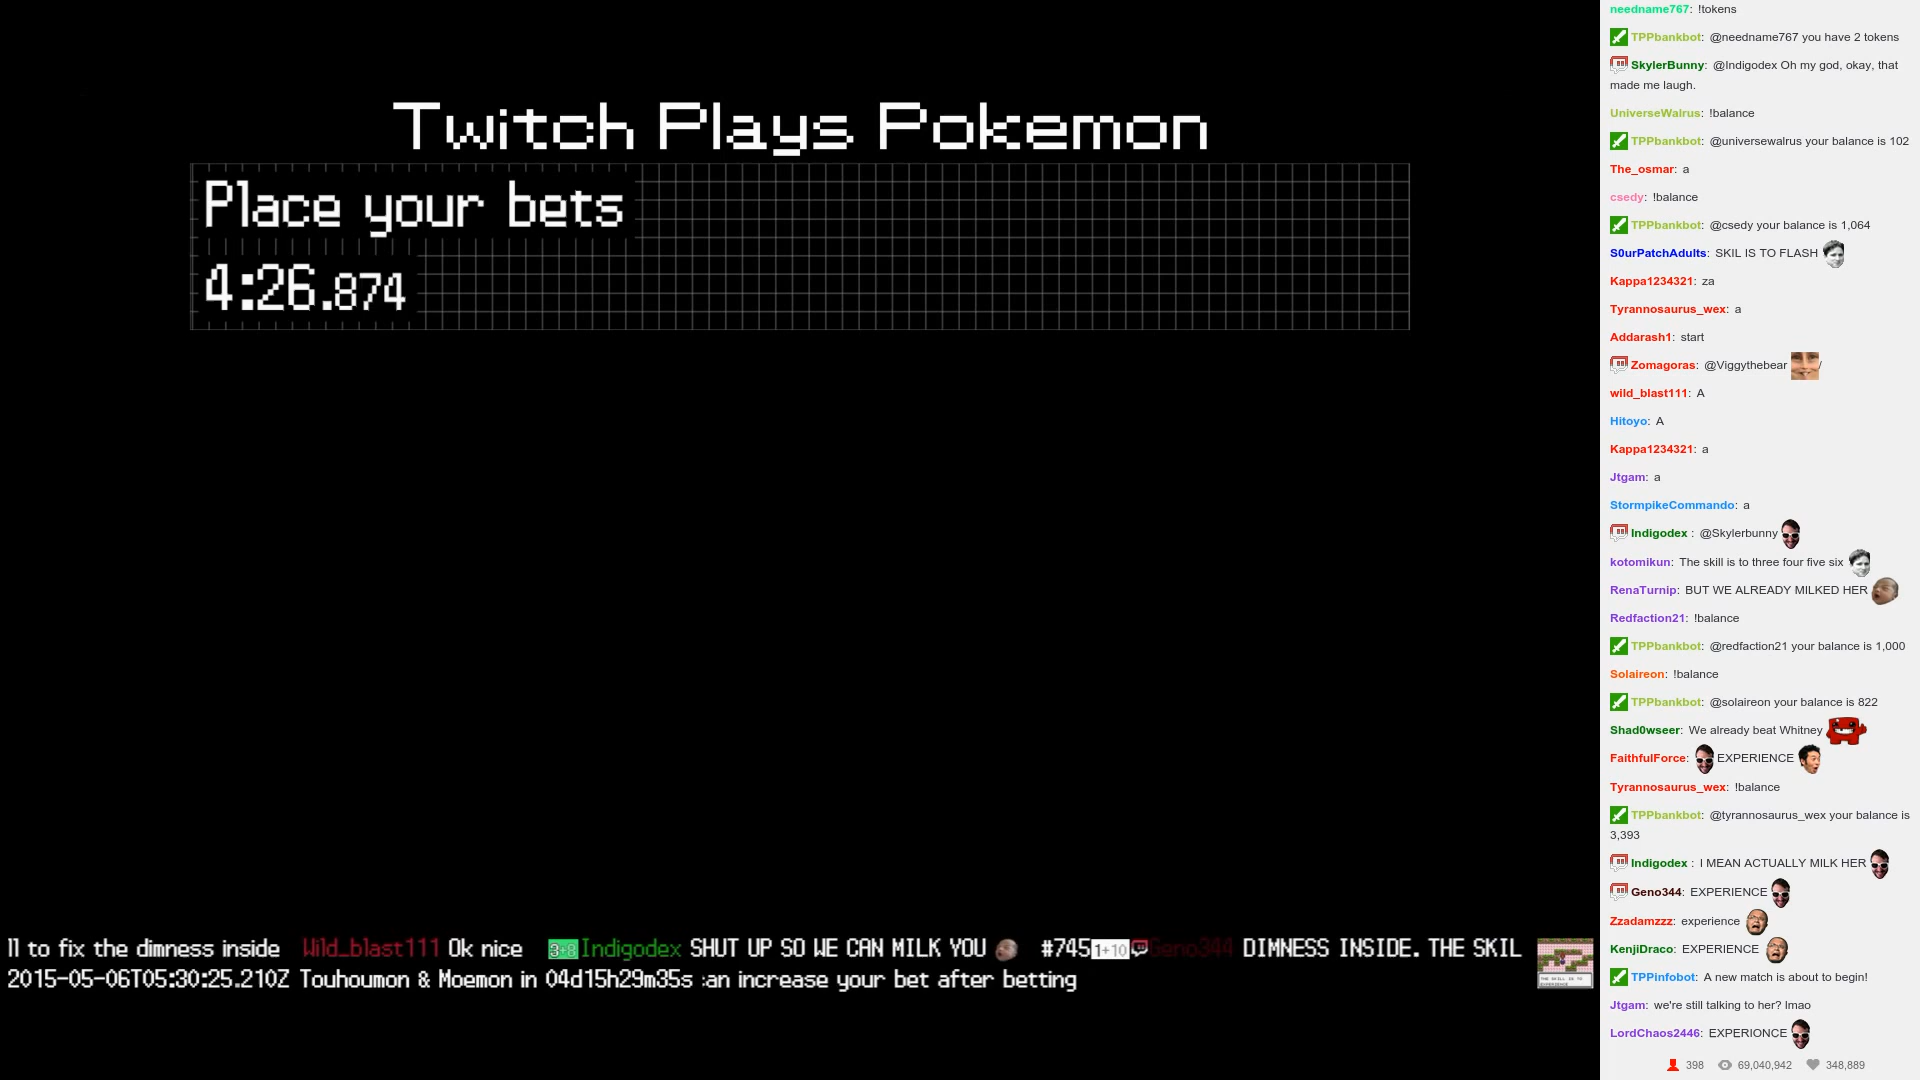 Twitch Plays Pokemon
Place your bets
4:26.874
ll to fix the dimness inside Wild_blast111 Ok nice 3+8 Indigodex SHUT UP SO WE CAN MILK YOU #745 1+10 Geno344 DIMNESS INSIDE. THE SKIL
2015-05-06T05:30:25.210Z Touhoumon & Moemon in 04d15h29m35s an increase your bet after betting
THE SKILL IS TO
EXPERIENCE
needname767: !tokens
TPPbankbot: @needname767 you have 2 tokens
SkylerBunny: @Indigodex Oh my god, okay, that
made me laugh.
UniverseWalrus: !balance
TPPbankbot: @universewalrus your balance is 102
The_osmar: a
csedy: !balance
TPPbankbot: @csedy your balance is 1,064
S0urPatchAdults: SKIL IS TO FLASH
Kappa1234321: za
Tyrannosaurus_wex: a
Addarash1: start
Zomagoras: @Viggythebear /
wild_blast111: A
Hitoyo: A
Kappa1234321: a
Jtgam: a
StormpikeCommando: a
Indigodex : @Skylerbunny
kotomikun: The skill is to three four five six
RenaTurnip: BUT WE ALREADY MILKED HER
Redfaction21: !balance
TPPbankbot: @redfaction21 your balance is 1,000
Solaireon: !balance
TPPbankbot: @solaireon your balance is 822
Shad0wseer: We already beat Whitney
FaithfulForce: EXPERIENCE
Tyrannosaurus_wex: !balance
TPPbankbot: @tyrannosaurus_wex your balance is
3,393
Indigodex : I MEAN ACTUALLY MILK HER
Geno344: EXPERIENCE
Zzadamzzz: experience
KenjiDraco: EXPERIENCE
TPPinfobot: A new match is about to begin!
Jtgam: we're still talking to her? lmao
LordChaos2446: EXPERIONCE
398 69,040,942 348,889